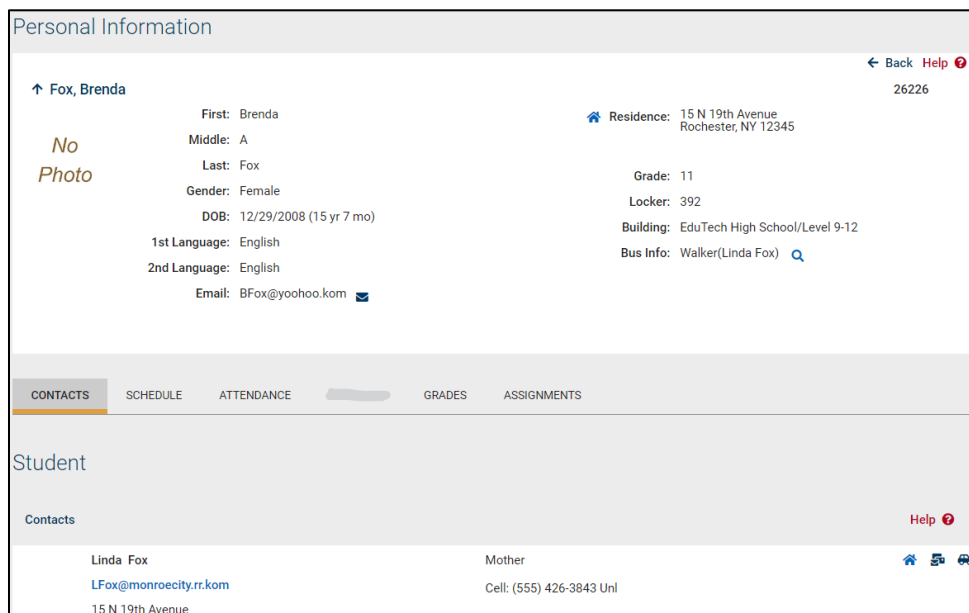 Personal Information
Back Help
Fox, Brenda
26226
No
Photo
First: Brenda
Middle: A
Last: Fox
Gender: Female
DOB: 12/29/2008 (15 yr 7 mo)
1st Language: English
2nd Language: English
Email: BFox@yoohoo.kom
Residence: 15 N 19th Avenue
Rochester, NY 12345
Grade: 11
Locker: 392
Building: EduTech High School/Level 9-12
Bus Info: Walker(Linda Fox)
CONTACTS SCHEDULE ATTENDANCE GRADES ASSIGNMENTS
Student
Contacts Help
Linda Fox Mother
LFox@monroecity.rr.kom Cell: (555) 426-3843 Unl
15 N 19th Avenue